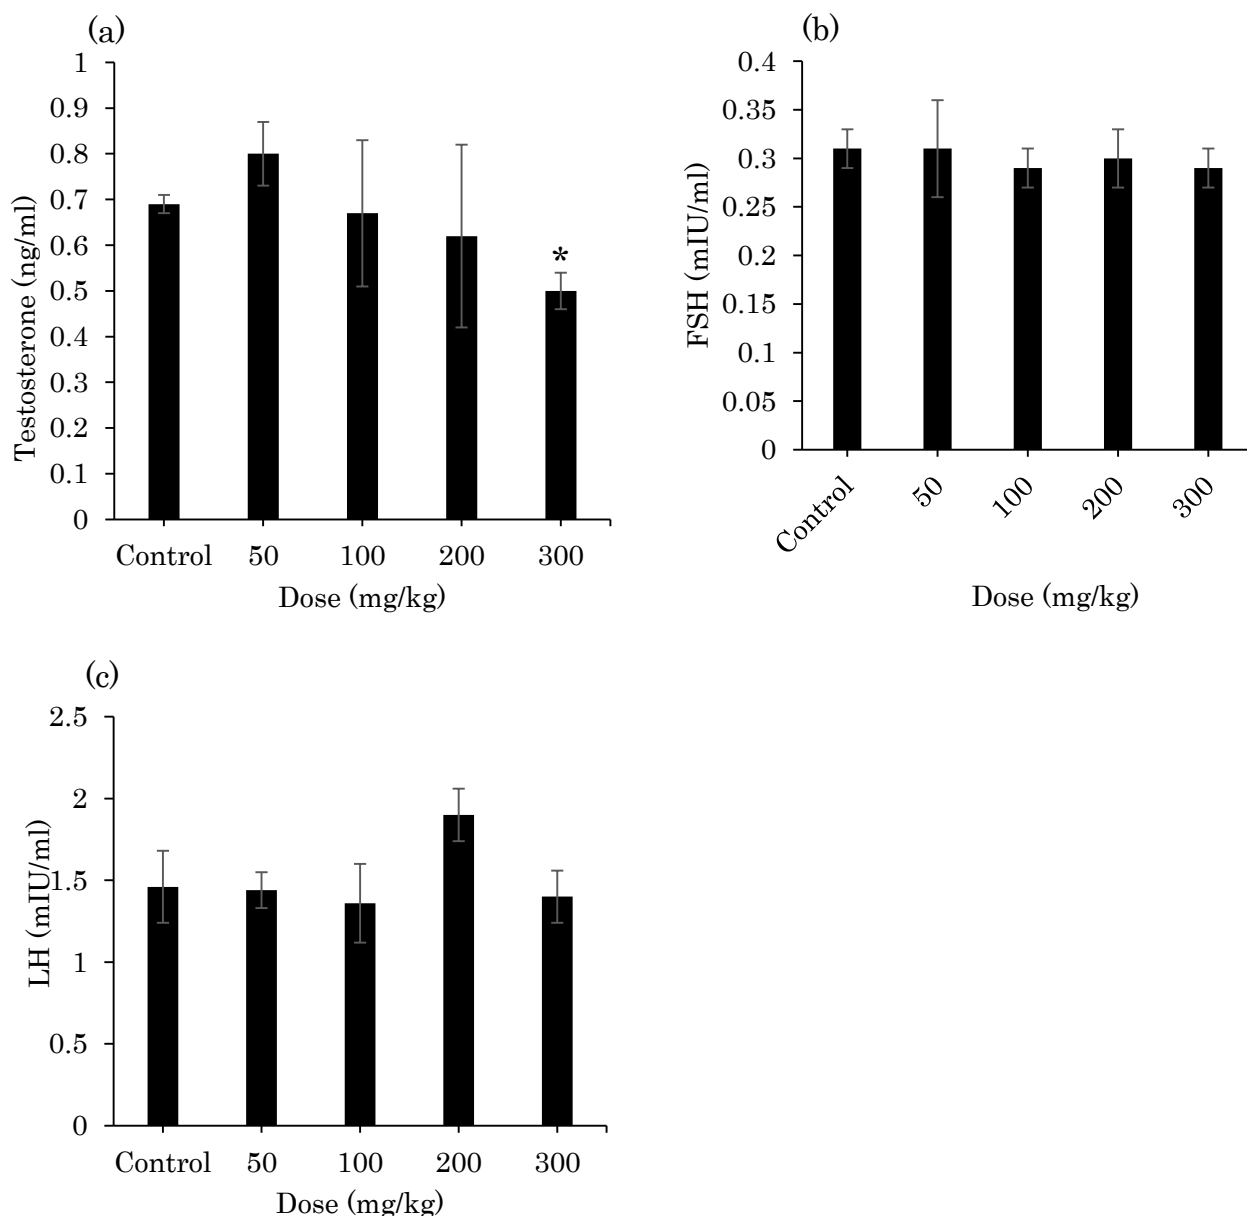 (a)
1
0.9
0.8
0.7
0.6
0.5
0.4
0.3
0.2
0.1
0
Testosterone (ng/ml)
*
Control 50 100 200 300
Dose (mg/kg)
(b)
0.4
0.35
0.3
0.25
0.2
0.15
0.1
0.05
0
FSH (mIU/ml)
Control 50 100 200 300
Dose (mg/kg)
(c)
2.5
2
1.5
1
0.5
0
LH (mIU/ml)
Control 50 100 200 300
Dose (mg/kg)